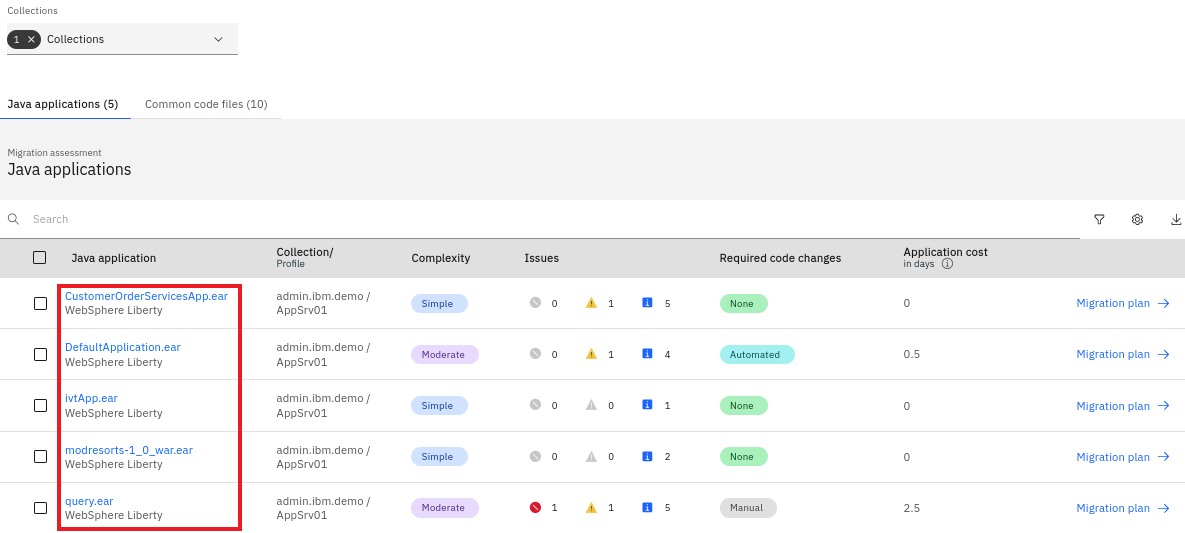 Collections
1 × Collections
Java applications (5) Common code files (10)
Migration assessment
Java applications
Search
Java application Collection/ Profile Complexity Issues Required code changes Application cost in days
CustomerOrderServicesApp.ear admin.ibm.demo / Simple 0 1 5 None 0 Migration plan →
WebSphere Liberty AppSrv01
DefaultApplication.ear admin.ibm.demo / Moderate 0 1 4 Automated 0.5 Migration plan →
WebSphere Liberty AppSrv01
ivtApp.ear admin.ibm.demo / Simple 0 0 1 None 0 Migration plan →
WebSphere Liberty AppSrv01
modresorts-1_0_war.ear admin.ibm.demo / Simple 0 0 2 None 0 Migration plan →
WebSphere Liberty AppSrv01
query.ear admin.ibm.demo / Moderate 1 1 5 Manual 2.5 Migration plan →
WebSphere Liberty AppSrv01